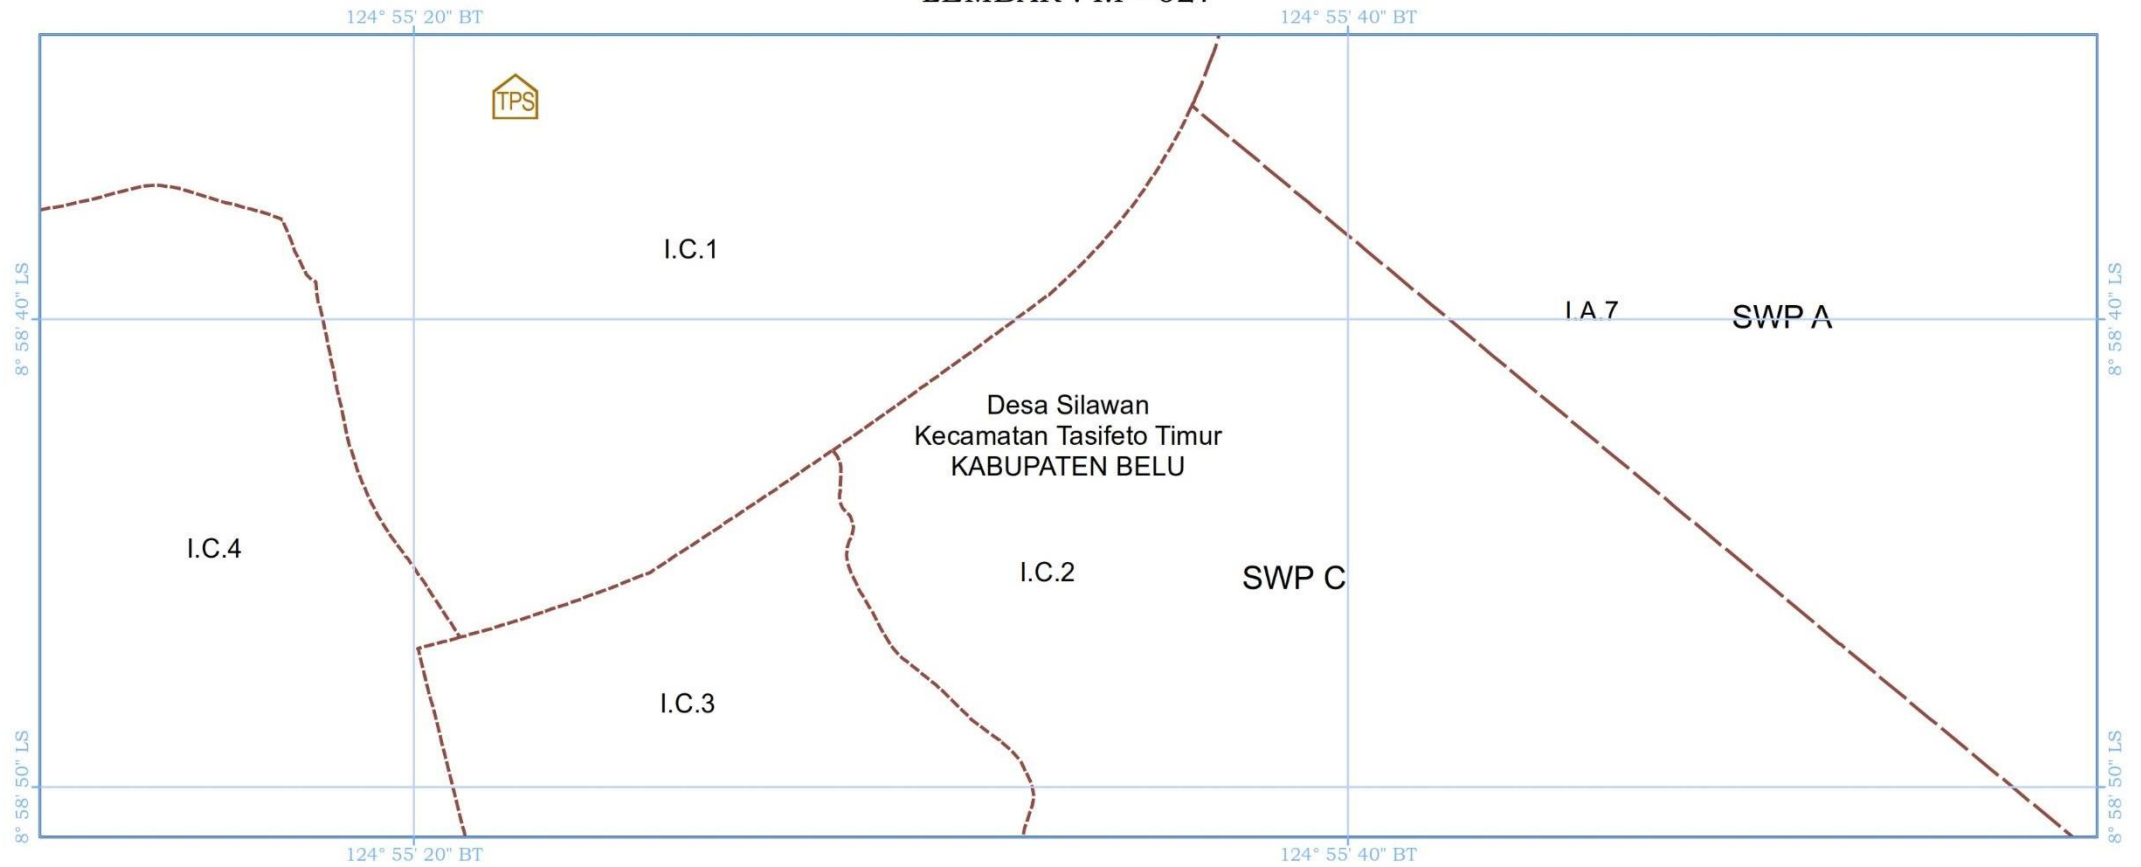 124° 55' 20" BT
124° 55' 40" BT
TPS
I.C.1
8° 58' 40" LS
I.A.7
SWP A
8° 58' 40" LS
Desa Silawan
Kecamatan Tasifeto Timur
KABUPATEN BELU
I.C.4
I.C.2
SWP C
I.C.3
8° 58' 50" LS
8° 58' 50" LS
124° 55' 20" BT
124° 55' 40" BT